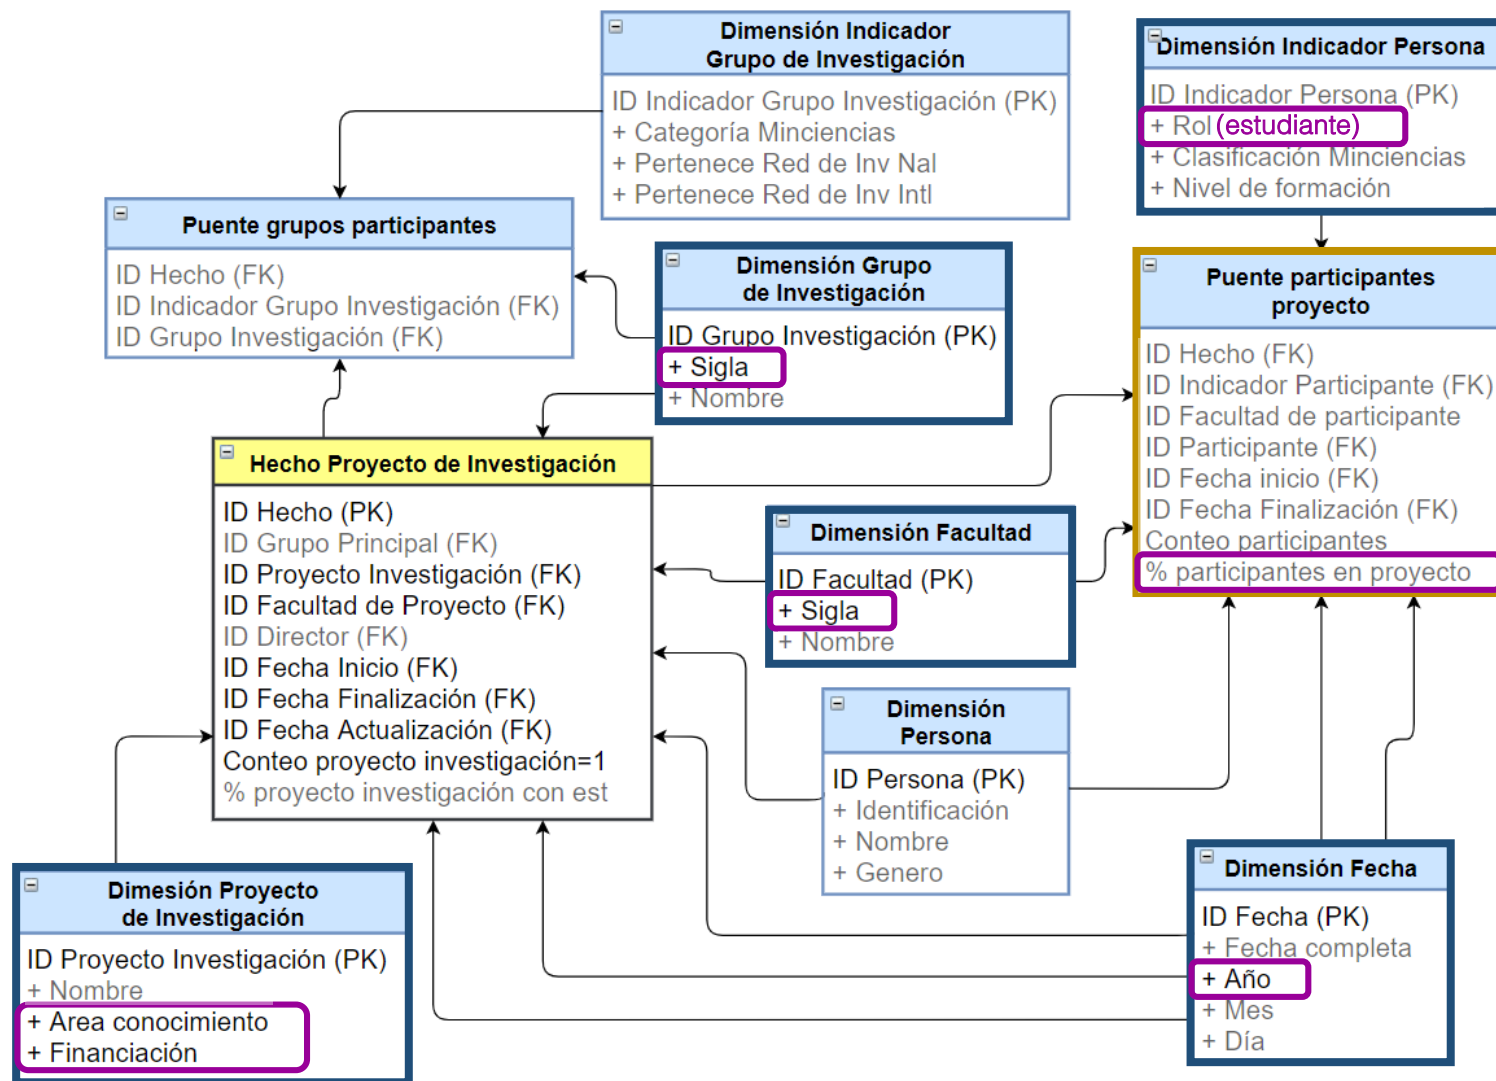 Dimensión Indicador
Grupo de Investigación
ID Indicador Grupo Investigación (PK)
+ Categoría Minciencias
+ Pertenece Red de Inv Nal
+ Pertenece Red de Inv Intl
Dimensión Indicador Persona
ID Indicador Persona (PK)
+ Rol (estudiante)
+ Clasificación Minciencias
+ Nivel de formación
Puente grupos participantes
ID Hecho (FK)
ID Indicador Grupo Investigación (FK)
ID Grupo Investigación (FK)
Dimensión Grupo
de Investigación
ID Grupo Investigación (PK)
+ Sigla
+ Nombre
Puente participantes
proyecto
ID Hecho (FK)
ID Indicador Participante (FK)
ID Facultad de participante
ID Participante (FK)
ID Fecha inicio (FK)
ID Fecha Finalización (FK)
Conteo participantes
% participantes en proyecto
Hecho Proyecto de Investigación
ID Hecho (PK)
ID Grupo Principal (FK)
ID Proyecto Investigación (FK)
ID Facultad de Proyecto (FK)
ID Director (FK)
ID Fecha Inicio (FK)
ID Fecha Finalización (FK)
ID Fecha Actualización (FK)
Conteo proyecto investigación=1
% proyecto investigación con est
Dimensión Facultad
ID Facultad (PK)
+ Sigla
+ Nombre
Dimensión
Persona
ID Persona (PK)
+ Identificación
+ Nombre
+ Genero
Dimesión Proyecto
de Investigación
ID Proyecto Investigación (PK)
+ Nombre
+ Area conocimiento
+ Financiación
Dimensión Fecha
ID Fecha (PK)
+ Fecha completa
+ Año
+ Mes
+ Día